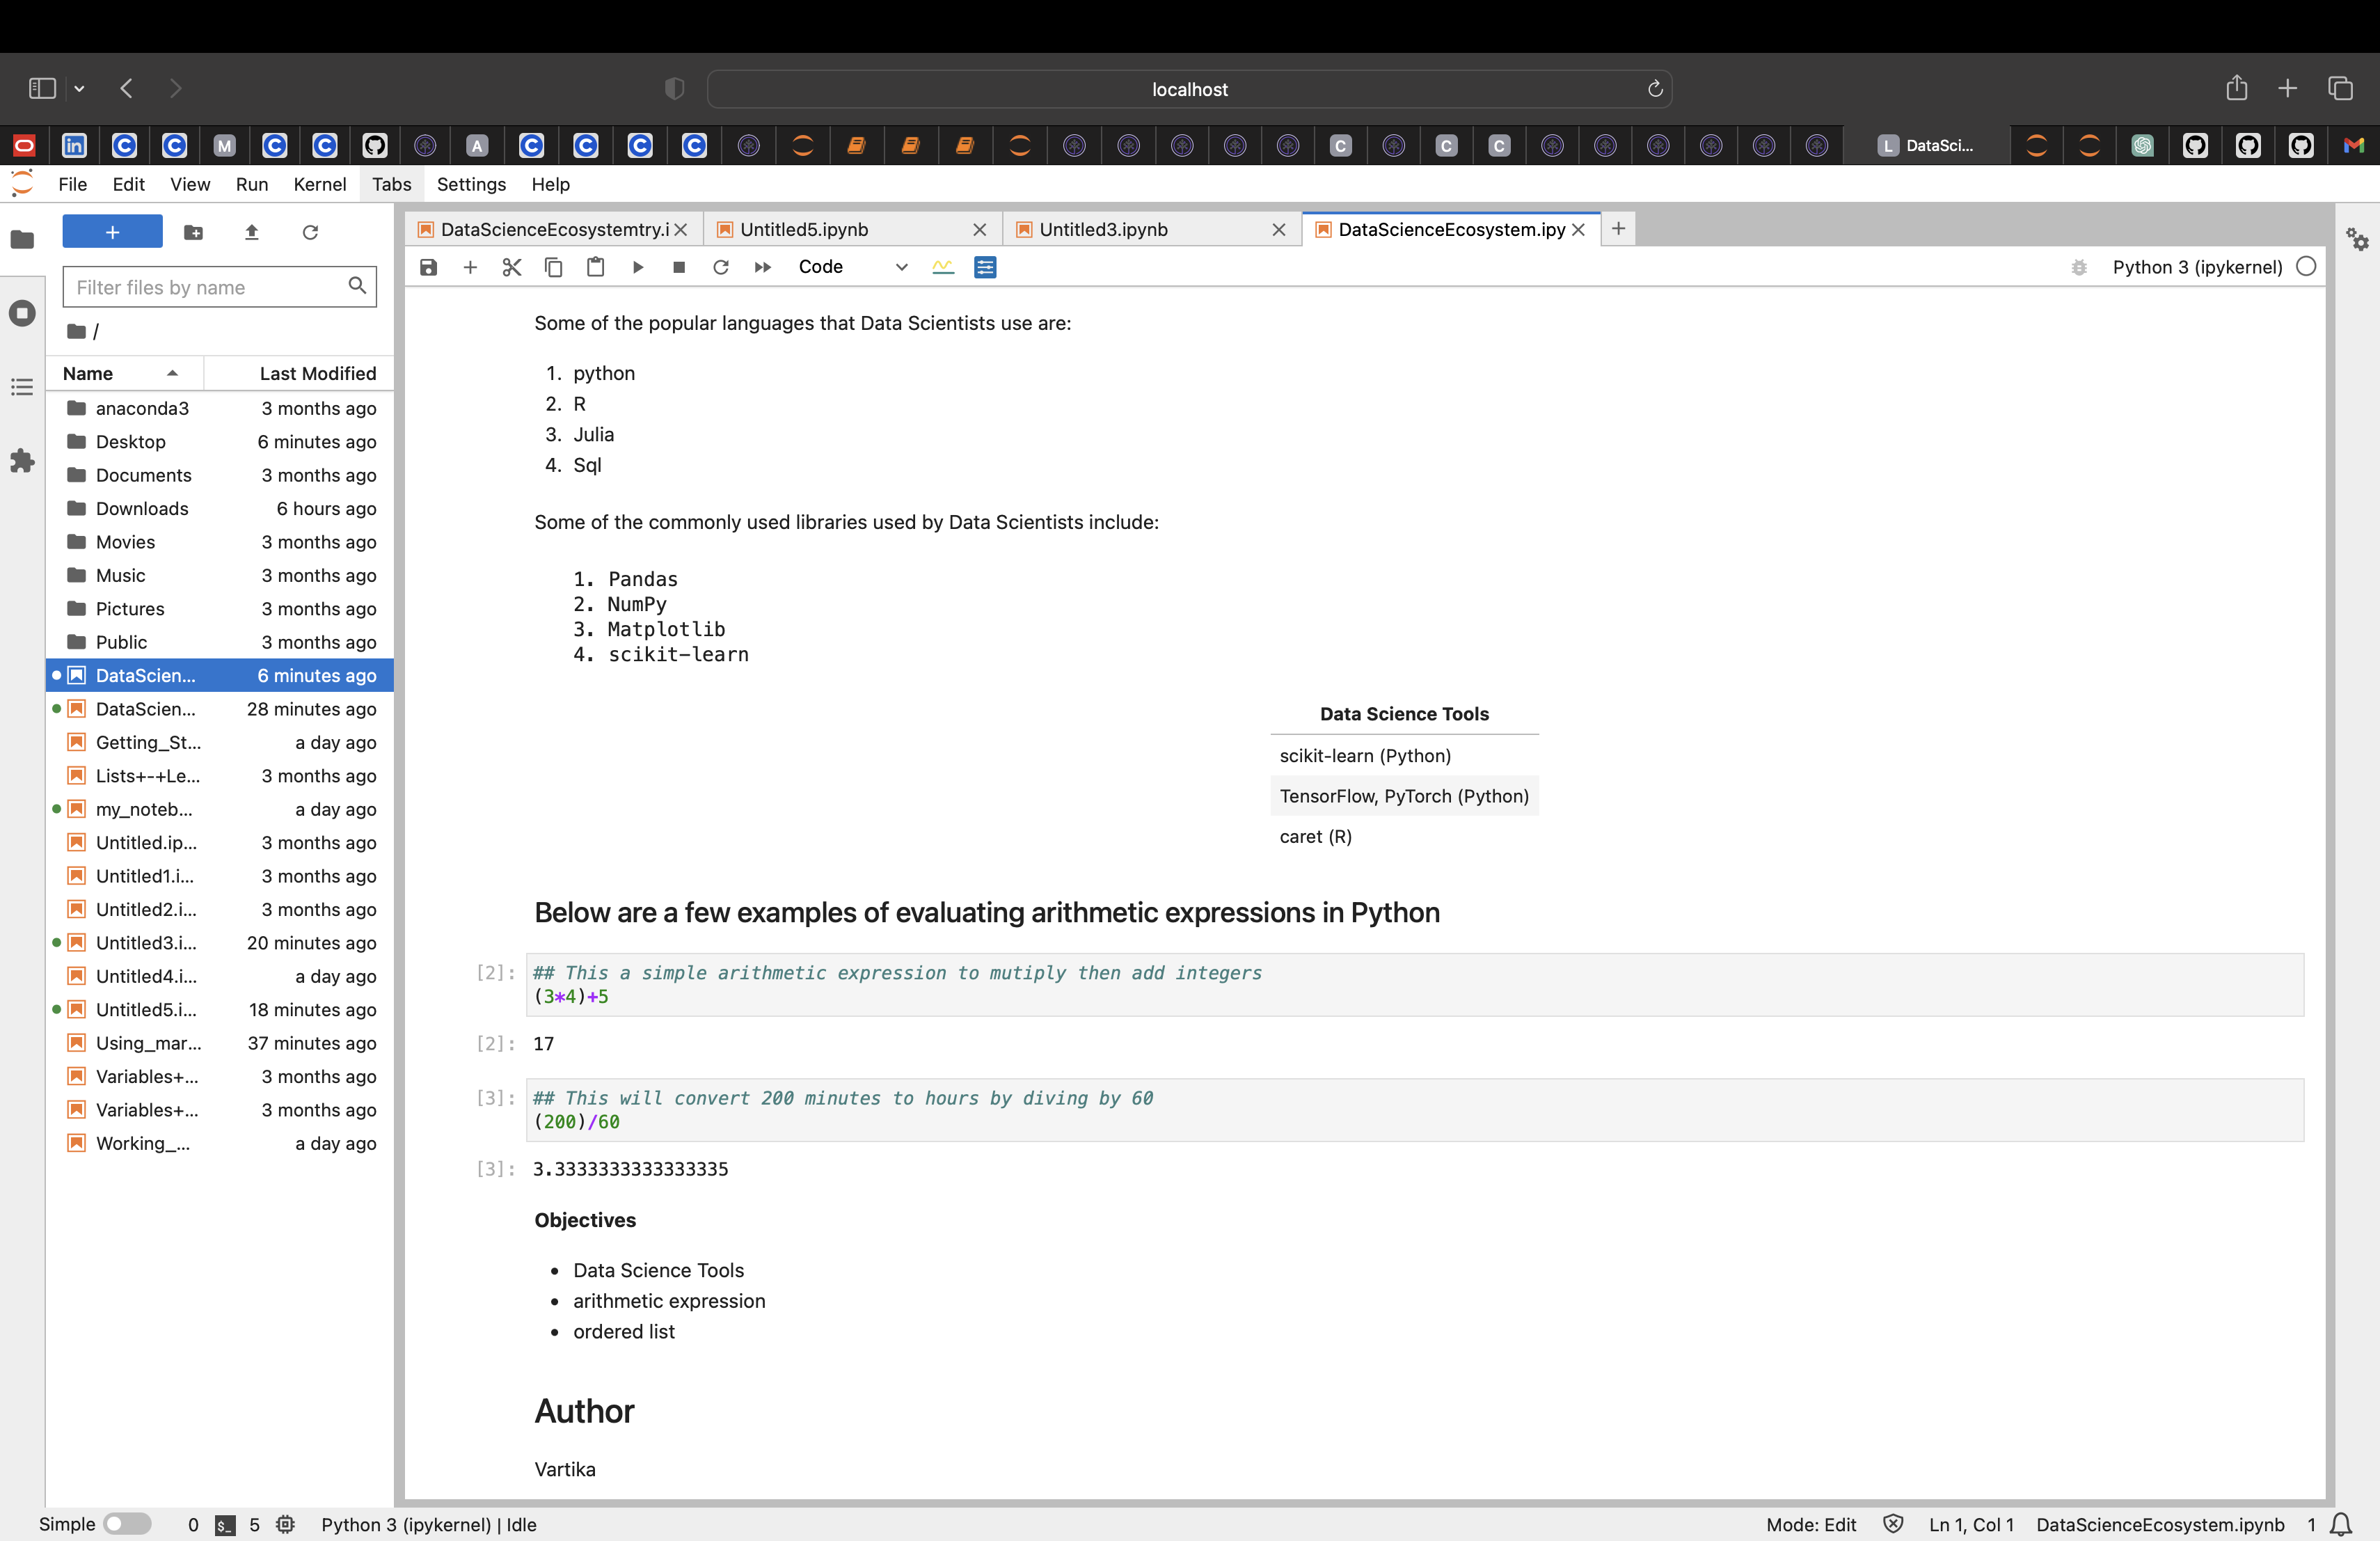 localhost
M
A
C
C
C
L DataSci...
File Edit View Run Kernel Tabs Settings Help
DataScienceEcosystemtry.i
Untitled5.ipynb
Untitled3.ipynb
DataScienceEcosystem.ipy
Code
Python 3 (ipykernel)
Filter files by name
/
Name Last Modified
anaconda3 3 months ago
Desktop 6 minutes ago
Documents 3 months ago
Downloads 6 hours ago
Movies 3 months ago
Music 3 months ago
Pictures 3 months ago
Public 3 months ago
DataScien... 6 minutes ago
DataScien... 28 minutes ago
Getting_St... a day ago
Lists+-+Le... 3 months ago
my_noteb... a day ago
Untitled.ip... 3 months ago
Untitled1.i... 3 months ago
Untitled2.i... 3 months ago
Untitled3.i... 20 minutes ago
Untitled4.i... a day ago
Untitled5.i... 18 minutes ago
Using_mar... 37 minutes ago
Variables+... 3 months ago
Variables+... 3 months ago
Working_... a day ago
Some of the popular languages that Data Scientists use are:
1. python
2. R
3. Julia
4. Sql
Some of the commonly used libraries used by Data Scientists include:
1. Pandas
2. NumPy
3. Matplotlib
4. scikit-learn
Data Science Tools
scikit-learn (Python)
TensorFlow, PyTorch (Python)
caret (R)
Below are a few examples of evaluating arithmetic expressions in Python
[2]: ## This a simple arithmetic expression to mutiply then add integers
(3*4)+5
[2]: 17
[3]: ## This will convert 200 minutes to hours by diving by 60
(200)/60
[3]: 3.3333333333333335
Objectives
• Data Science Tools
• arithmetic expression
• ordered list
Author
Vartika
Simple 0 $_ 5 Python 3 (ipykernel) | Idle
Mode: Edit Ln 1, Col 1 DataScienceEcosystem.ipynb 1